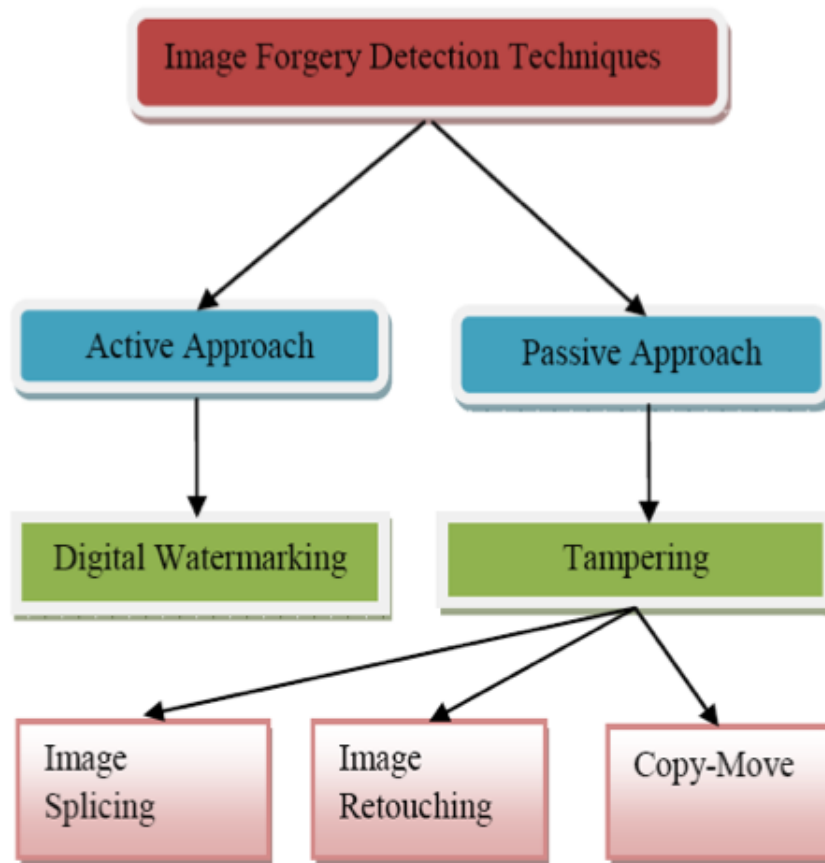 Image Forgery Detection Techniques
Active Approach
Passive Approach
Digital Watermarking
Tampering
Image
Splicing
Image
Retouching
Copy-Move